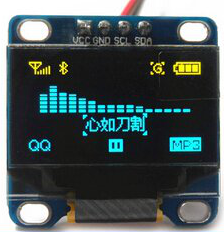 VCC GND SCL SDA
G
心如刀割
QQ MP3